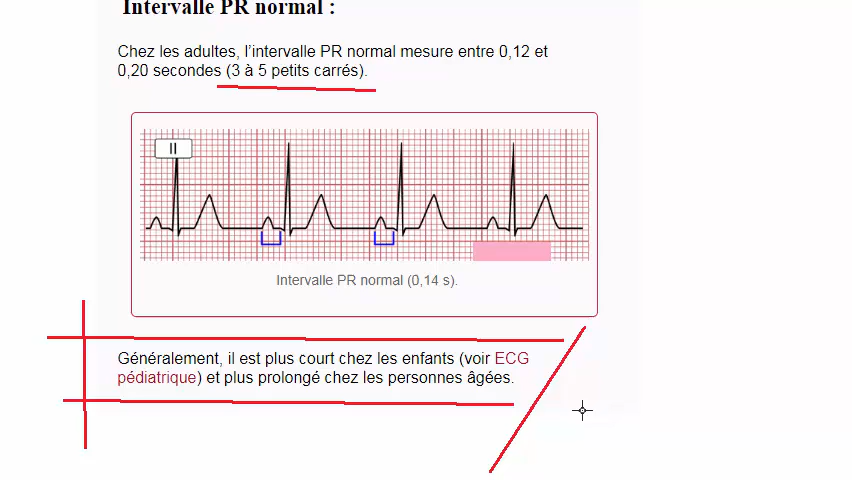 Intervalle PR normal :
Chez les adultes, l’intervalle PR normal mesure entre 0,12 et
0,20 secondes (3 à 5 petits carrés).
II
Intervalle PR normal (0,14 s).
Généralement, il est plus court chez les enfants (voir ECG
pédiatrique) et plus prolongé chez les personnes âgées.